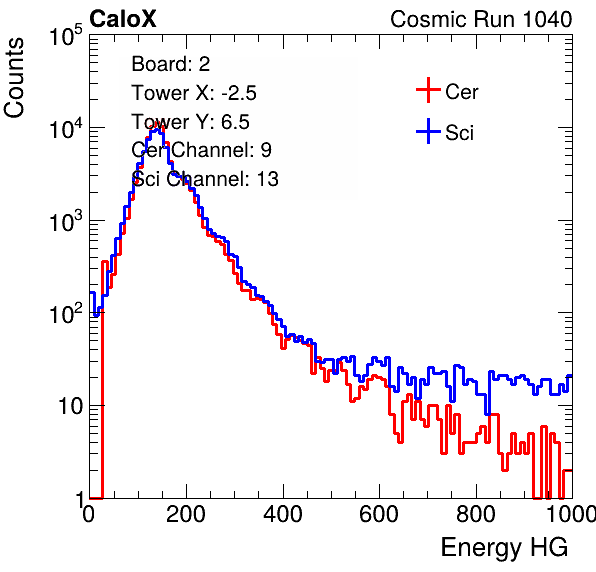 CaloX Cosmic Run 1040
Counts
10^5
10^4
10^3
10^2
10
1
Board: 2
Tower X: -2.5
Tower Y: 6.5
Cer Channel: 9
Sci Channel: 13
Cer
Sci
0 200 400 600 800 1000
Energy HG